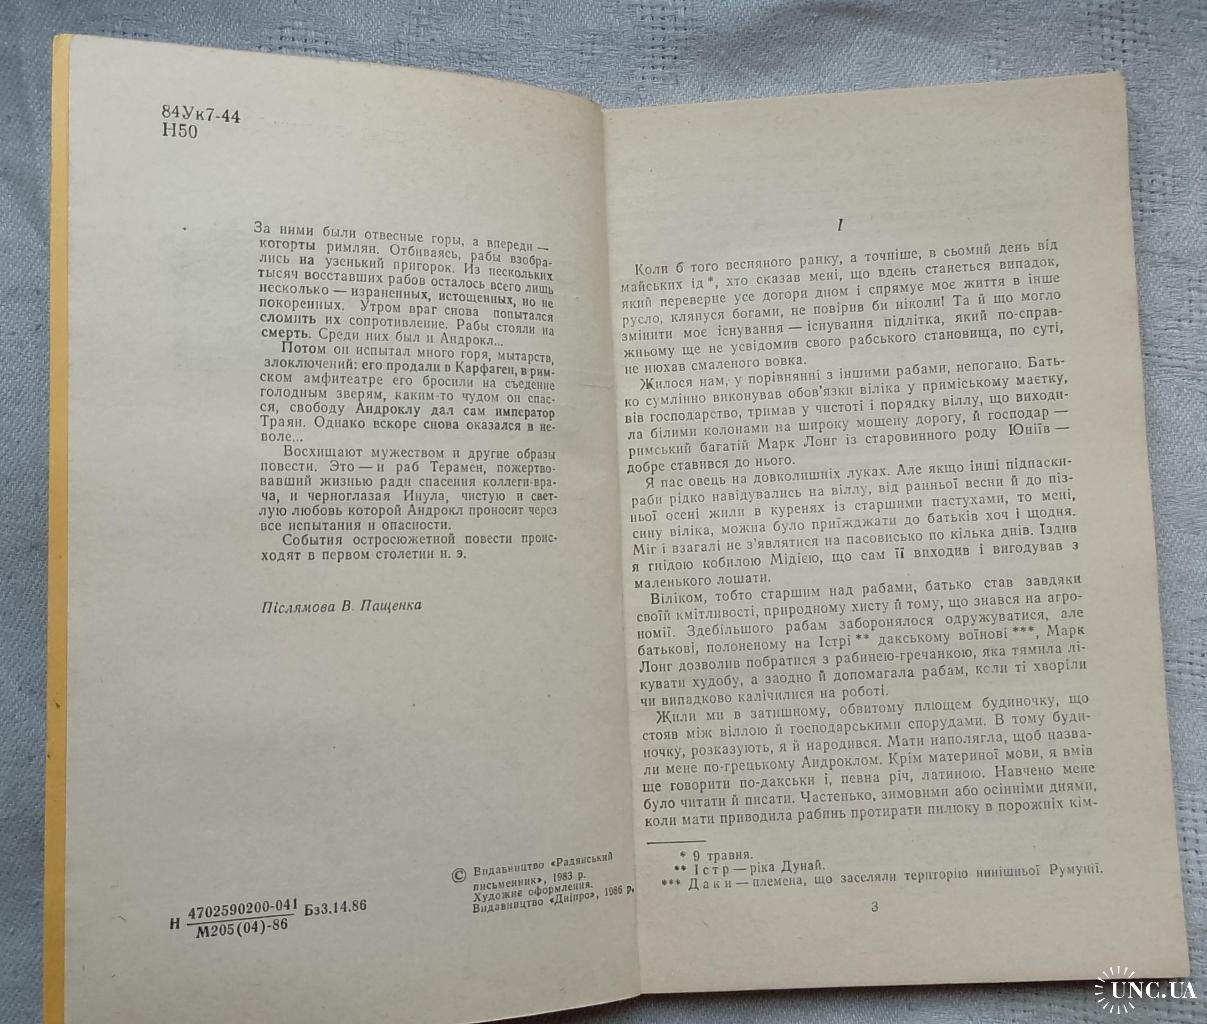 84Ук7-44
Н50
За ними были отвесные горы, а впереди —
когорты римлян. Отбиваясь, рабы взобра-
лись на узенький пригорок. Из нескольких
тысяч восставших рабов осталось всего лишь
несколько — израненных, истощенных, но не
покоренных. Утром враг снова попытался
сломить их сопротивление. Рабы стояли на
смерть. Среди них был и Андрокл...
Потом он испытал много горя, мытарств,
злоключений: его продали в Карфаген, в рим-
ском амфитеатре его бросили на съедение
голодным зверям, каким-то чудом он спас-
ся, свободу Андроклу дал сам император
Траян. Однако вскоре снова оказался в не-
воле...
Восхищают мужеством и другие образы
повести. Это — и раб Терамен, пожертво-
вавший жизнью ради спасения коллеги-вра-
ча, и черноглазая Инула, чистую и свет-
лую любовь которой Андрокл проносит через
все испытания и опасности.
События остросюжетной повести проис-
ходят в первом столетии н. э.
Післямова В. Пащенка
Н 4702590200-041 Бз3.14.86
М205(04)-86
© Видавництво «Радянський
письменник», 1983 р.
Художнє оформлення.
Видавництво «Дніпро», 1986 р.
I
Коли б того весняного ранку, а точніше, в сьомий день від
майських ід *, хто сказав мені, що вдень станеться випадок,
який переверне усе догори дном і спрямує моє життя в інше
русло, клянуся богами, не повірив би ніколи! Та й що могло
змінити моє існування — існування підлітка, який по-справ-
жньому ще не усвідомив свого рабського становища, по суті,
не нюхав смаленого вовка.
Жилося нам, у порівнянні з іншими рабами, непогано. Бать-
ко сумлінно виконував обов'язки віліка у приміському маєтку,
вів господарство, тримав у чистоті і порядку віллу, що виходи-
ла білими колонами на широку мощену дорогу, й господар —
римський багатій Марк Лонг із старовинного роду Юніїв —
добре ставився до нього.
Я пас овець на довколишніх луках. Але якщо інші підпаски-
раби рідко навідувались на віллу, від ранньої весни й до піз-
ньої осені жили в куренях із старшими пастухами, то мені,
сину віліка, можна було приїжджати до батьків хоч і щодня.
Міг і взагалі не з'являтися на пасовисько по кілька днів. Їздив
я гнідою кобилою Мідією, що сам її виходив і вигодував з
маленького лошати.
Віліком, тобто старшим над рабами, батько став завдяки
своїй кмітливості, природному хисту й тому, що знався на агро-
номії. Здебільшого рабам заборонялося одружуватися, але
батькові, полоненому на Істрі ** дакському воїнові ***, Марк
Лонг дозволив побратися з рабинею-гречанкою, яка тямила лі-
кувати худобу, а заодно й допомагала рабам, коли ті хворіли
чи випадково калічилися на роботі.
Жили ми в затишному, обвитому плющем будиночку, що
стояв між віллою й господарськими спорудами. В тому буди-
ночку, розказують, я й народився. Мати наполягла, щоб назва-
ли мене по-грецькому Андроклом. Крім материної мови, я вмів
ще говорити по-дакськи і, певна річ, латиною. Навчено мене
було читати й писати. Частенько, зимовими або осінніми днями,
коли мати приводила рабинь протирати пилюку в порожніх кім-
* 9 травня.
** Істр — ріка Дунай.
*** Даки — племена, що заселяли територію нинішньої Румунії.
3
UNC.UA